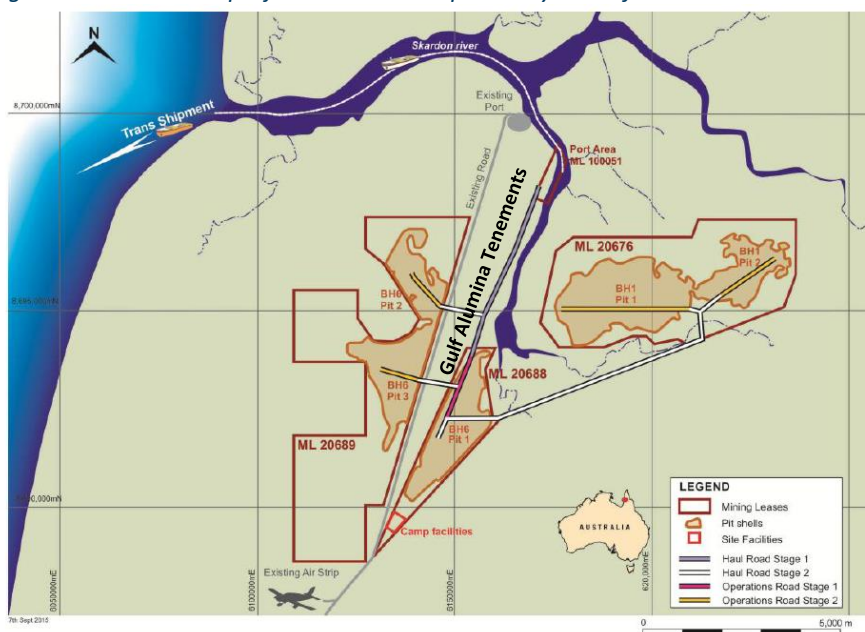 N
Skardon river
Existing
Port
8,700,000mN
Trans Shipment
Port Area
ML 100051
Existing Road
Gulf Alumina Tenements
ML 20676
BH1
Pit 2
BH1
Pit 1
BH6
Pit 2
ML 20688
BH6
Pit 3
BH6
Pit 1
ML 20689
Camp facilities
Existing Air Strip
AUSTRALIA
LEGEND
Mining Leases
Pit shells
Site Facilities
Haul Road Stage 1
Haul Road Stage 2
Operations Road Stage 1
Operations Road Stage 2
7th Sept 2015
0
5,000 m